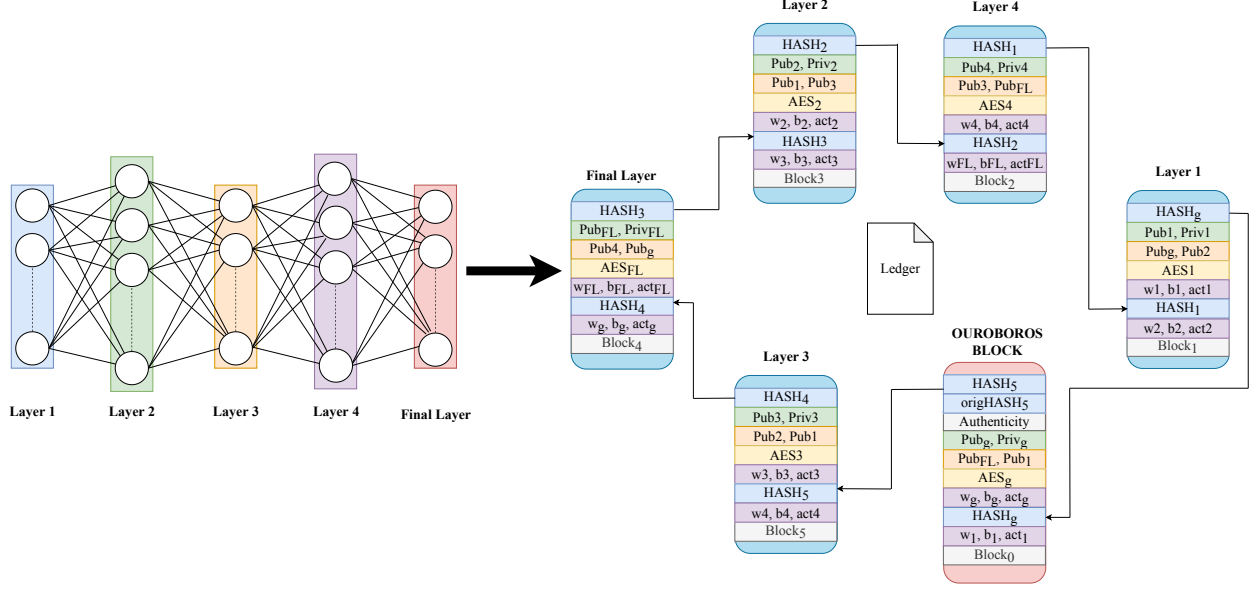 Layer 1
Layer 2
Layer 3
Layer 4
Final Layer
Final Layer
HASH3
PubFL, PrivFL
Pub4, Pubg
AESFL
wFL, bFL, actFL
HASH4
wg, bg, actg
Block4
Layer 2
HASH2
Pub2, Priv2
Pub1, Pub3
AES2
w2, b2, act2
HASH3
w3, b3, act3
Block3
Layer 4
HASH1
Pub4, Priv4
Pub3, PubFL
AES4
w4, b4, act4
HASH2
wFL, bFL, actFL
Block2
Layer 1
HASHg
Pub1, Priv1
Pubg, Pub2
AES1
w1, b1, act1
HASH1
w2, b2, act2
Block1
Ledger
Layer 3
HASH4
Pub3, Priv3
Pub2, Pub1
AES3
w3, b3, act3
HASH5
w4, b4, act4
Block5
OUROBOROS
BLOCK
HASH5
origHASH5
Authenticity
Pubg, Privg
PubFL, Pub1
AESg
wg, bg, actg
HASHg
w1, b1, act1
Block0